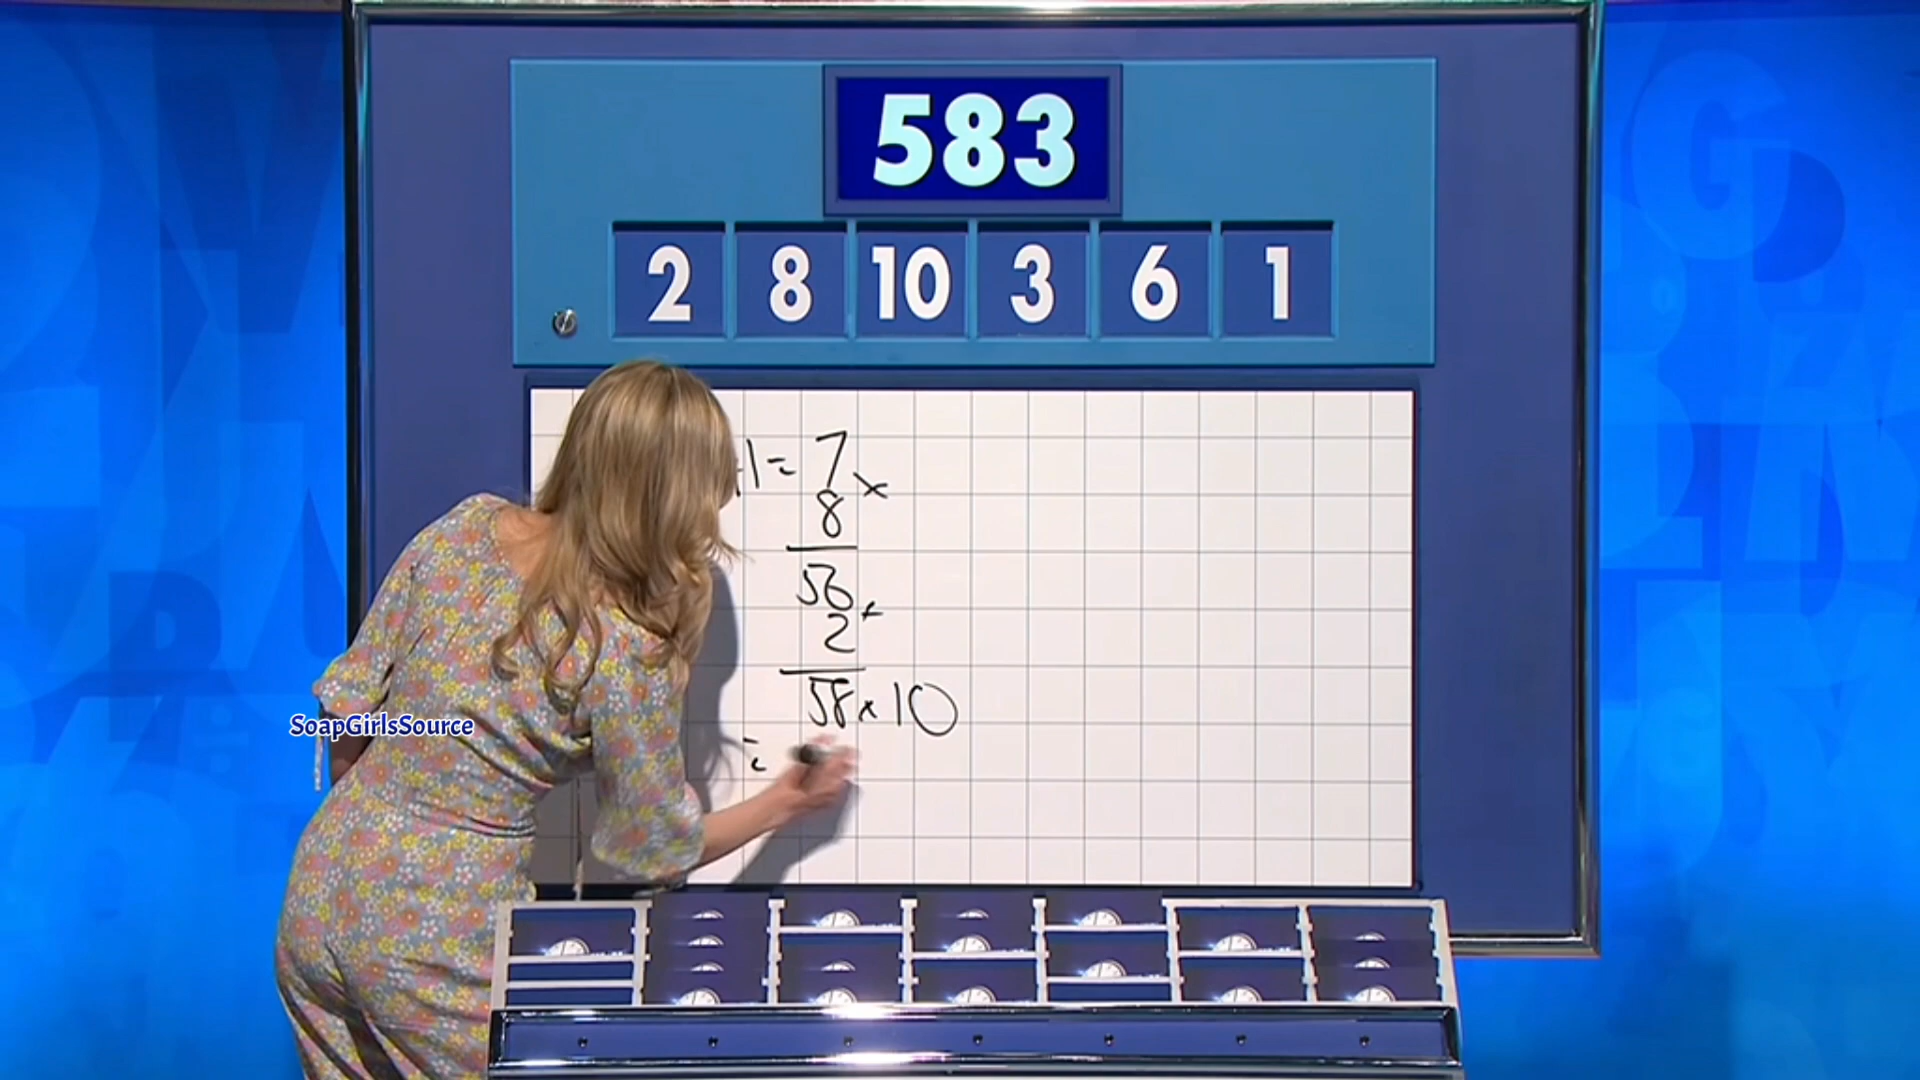 583
2 8 10 3 6 1
+1 = 7 ×
8
56 +
2
58 × 10
=
SoapGirlsSource